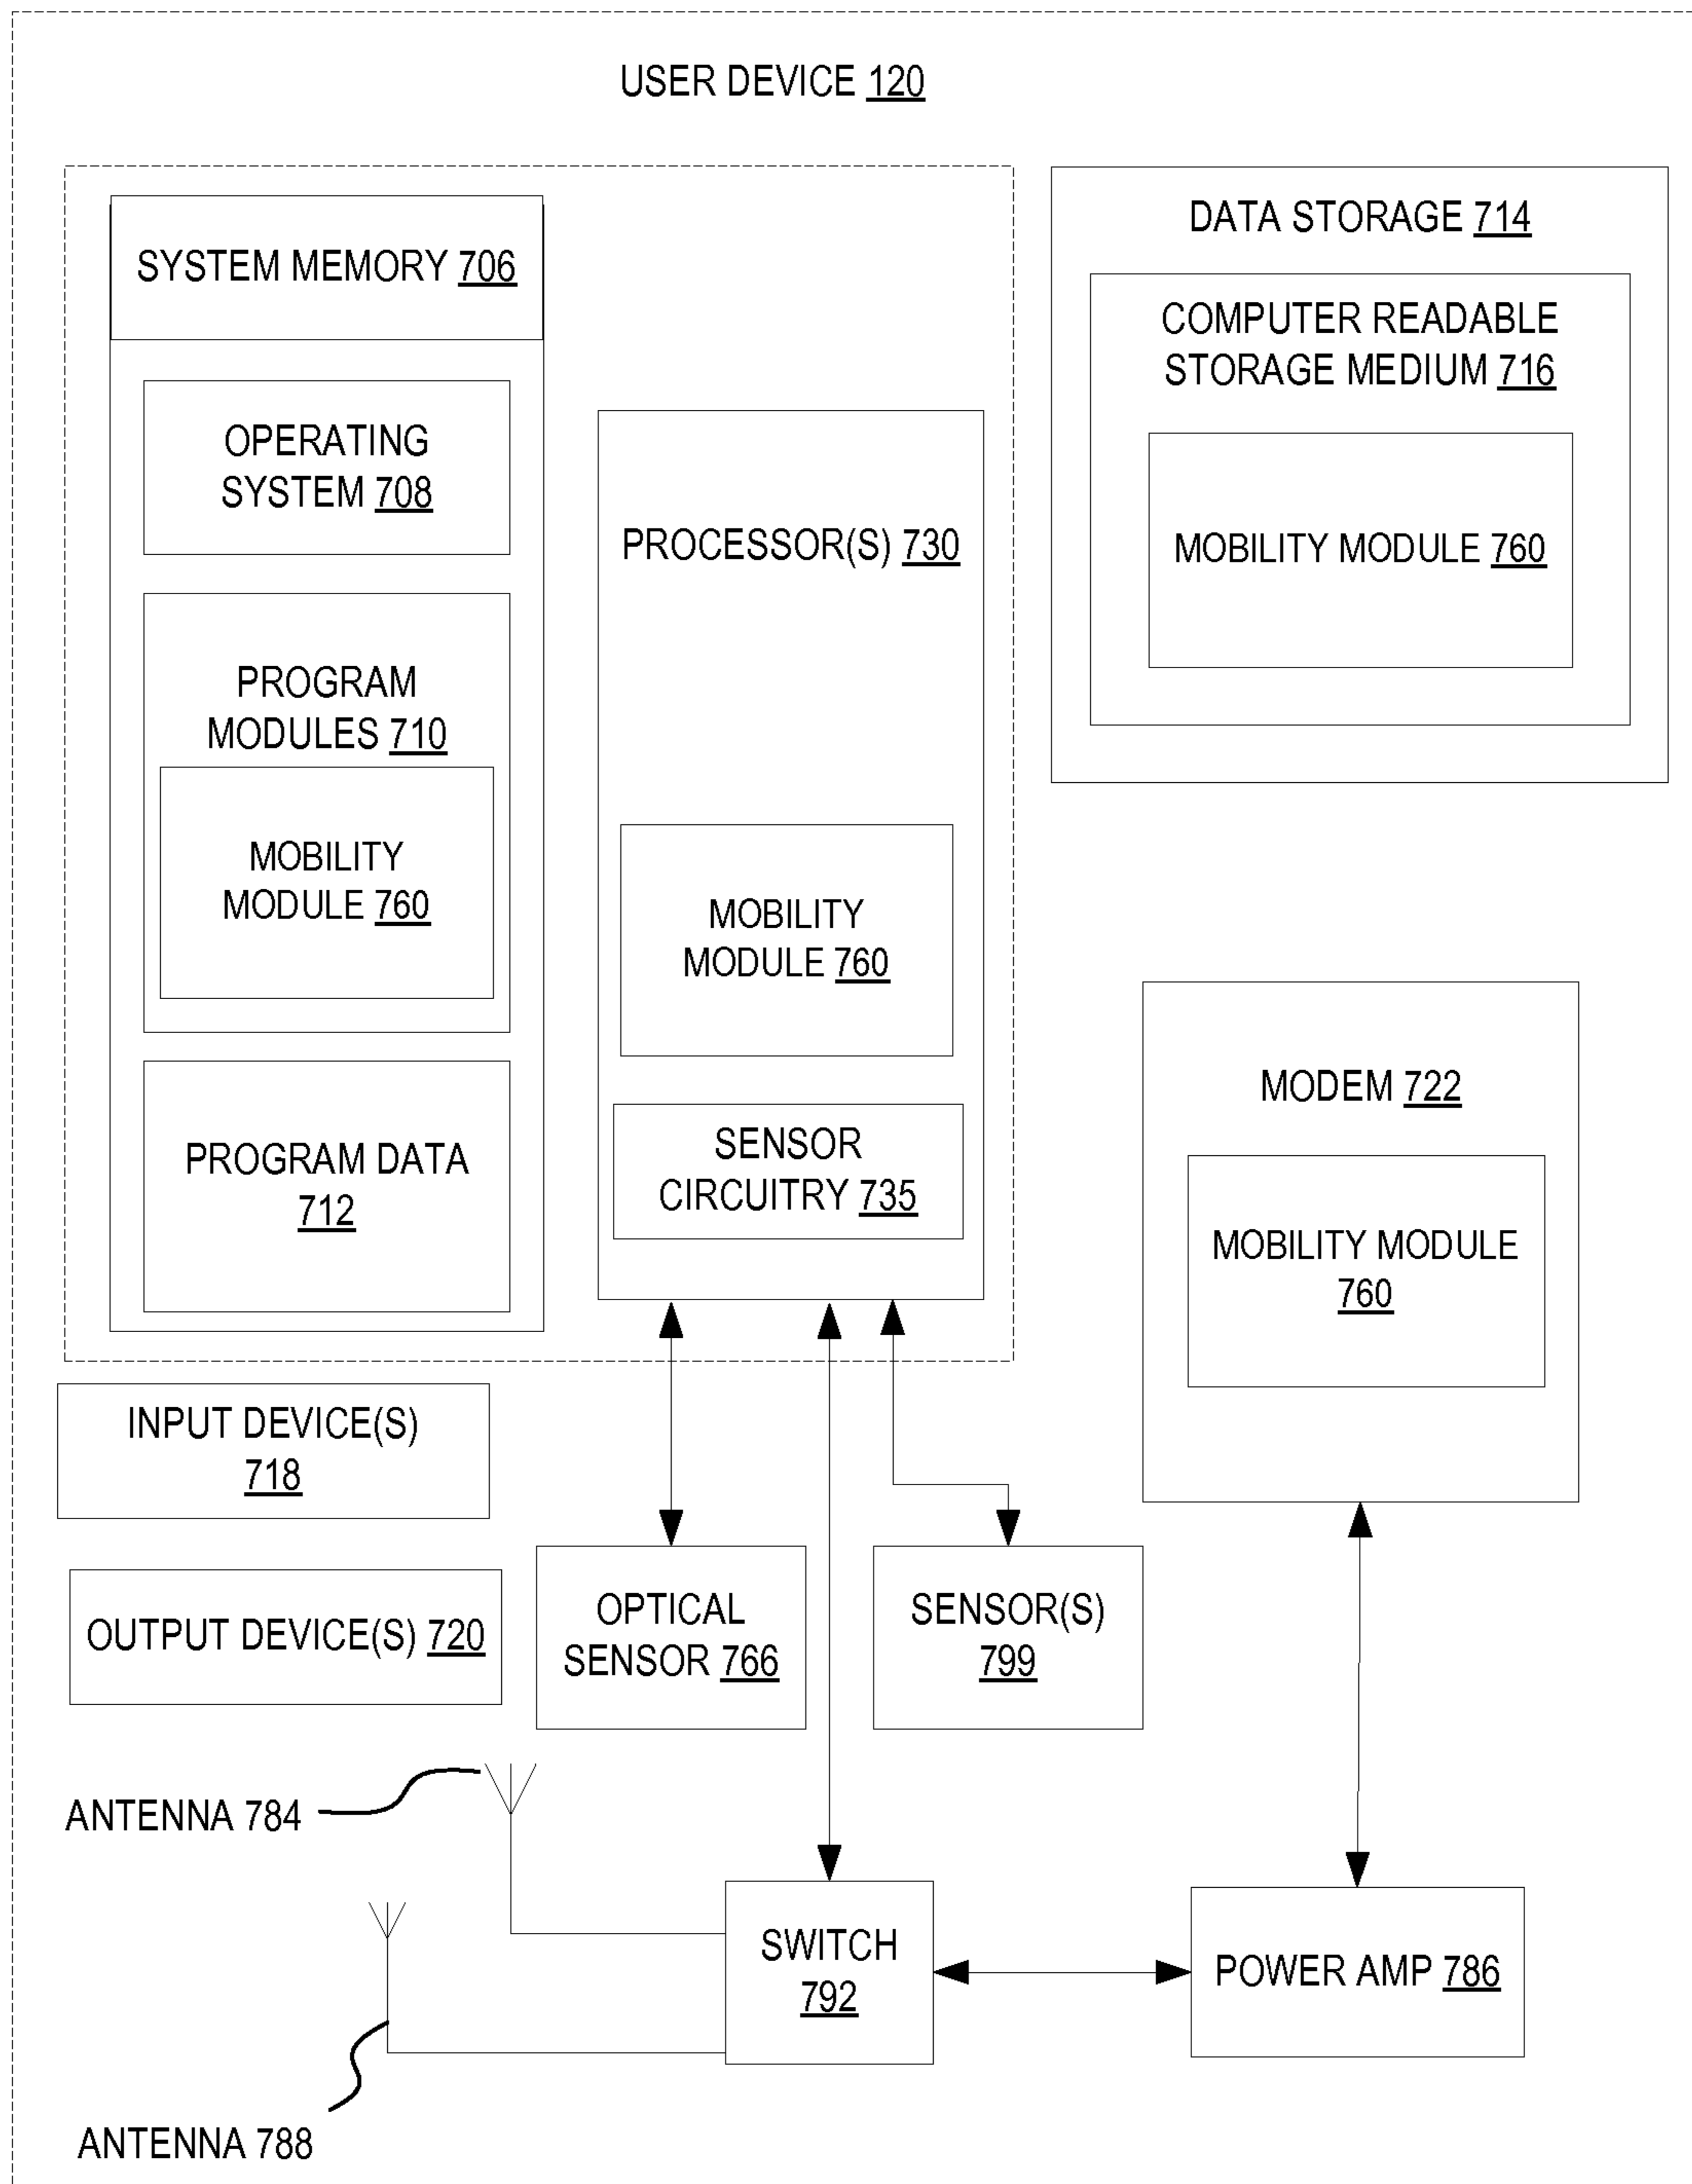 USER DEVICE 120
SYSTEM MEMORY 706
OPERATING
SYSTEM 708
PROGRAM
MODULES 710
MOBILITY
MODULE 760
PROGRAM DATA
712
PROCESSOR(S) 730
MOBILITY
MODULE 760
SENSOR
CIRCUITRY 735
DATA STORAGE 714
COMPUTER READABLE
STORAGE MEDIUM 716
MOBILITY MODULE 760
MODEM 722
MOBILITY MODULE
760
INPUT DEVICE(S)
718
OUTPUT DEVICE(S) 720
OPTICAL
SENSOR 766
SENSOR(S)
799
ANTENNA 784
SWITCH
792
POWER AMP 786
ANTENNA 788